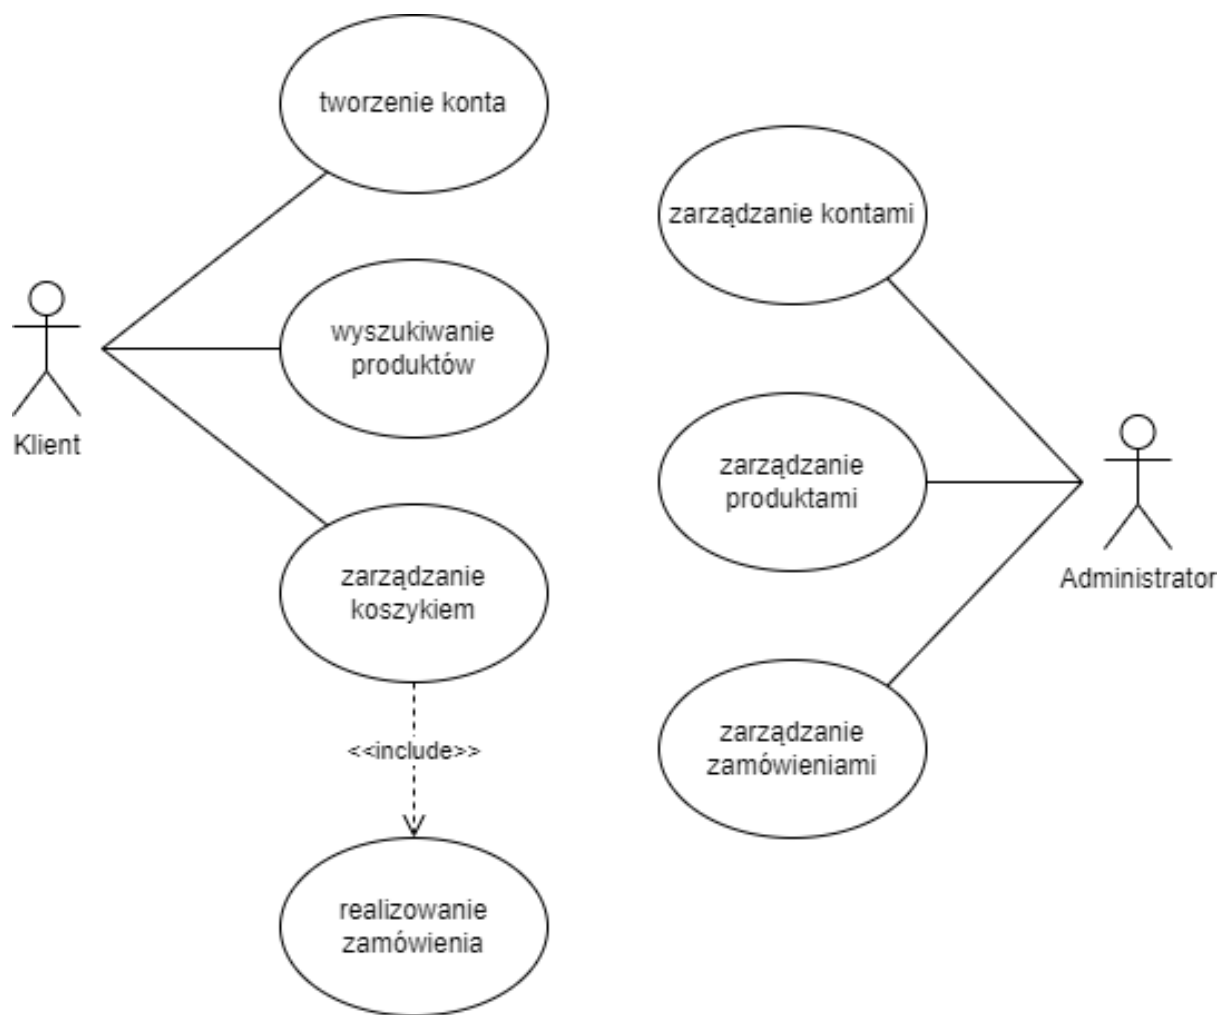 tworzenie konta
zarządzanie kontami
wyszukiwanie
produktów
Klient
zarządzanie
produktami
Administrator
zarządzanie
koszykiem
<<include>>
zarządzanie
zamówieniami
realizowanie
zamówienia